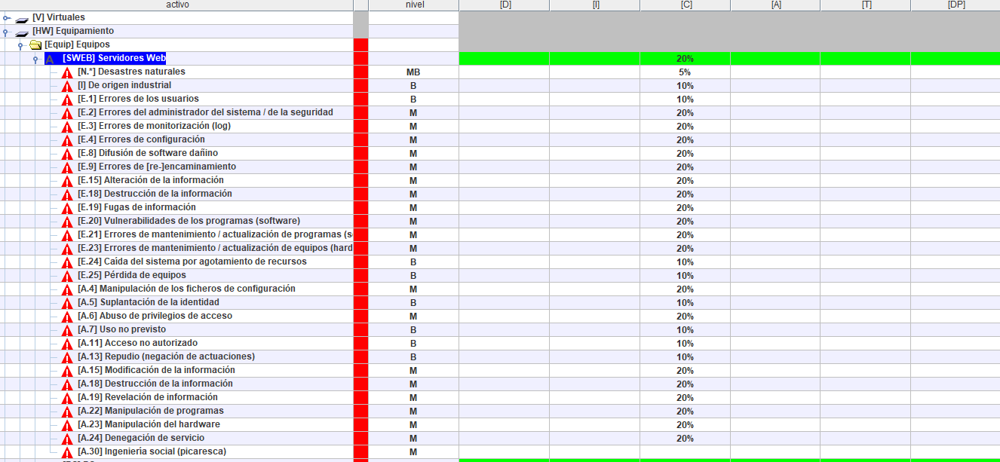 activo nivel [D] [I] [C] [A] [T] [DP]
[V] Virtuales
[HW] Equipamiento
[Equip] Equipos
[SWEB] Servidores Web 20%
[N.*] Desastres naturales MB 5%
[I] De origen industrial B 10%
[E.1] Errores de los usuarios B 10%
[E.2] Errores del administrador del sistema / de la seguridad M 20%
[E.3] Errores de monitorización (log) M 20%
[E.4] Errores de configuración M 20%
[E.8] Difusión de software dañino M 20%
[E.9] Errores de [re-]encaminamiento M 20%
[E.15] Alteración de la información M 20%
[E.18] Destrucción de la información M 20%
[E.19] Fugas de información M 20%
[E.20] Vulnerabilidades de los programas (software) M 20%
[E.21] Errores de mantenimiento / actualización de programas (s M 20%
[E.23] Errores de mantenimiento / actualización de equipos (hard M 20%
[E.24] Caída del sistema por agotamiento de recursos B 10%
[E.25] Pérdida de equipos B 10%
[A.4] Manipulación de los ficheros de configuración M 20%
[A.5] Suplantación de la identidad B 10%
[A.6] Abuso de privilegios de acceso M 20%
[A.7] Uso no previsto B 10%
[A.11] Acceso no autorizado B 10%
[A.13] Repudio (negación de actuaciones) B 10%
[A.15] Modificación de la información M 20%
[A.18] Destrucción de la información M 20%
[A.19] Revelación de información M 20%
[A.22] Manipulación de programas M 20%
[A.23] Manipulación del hardware M 20%
[A.24] Denegación de servicio M 20%
[A.30] Ingeniería social (picaresca) M